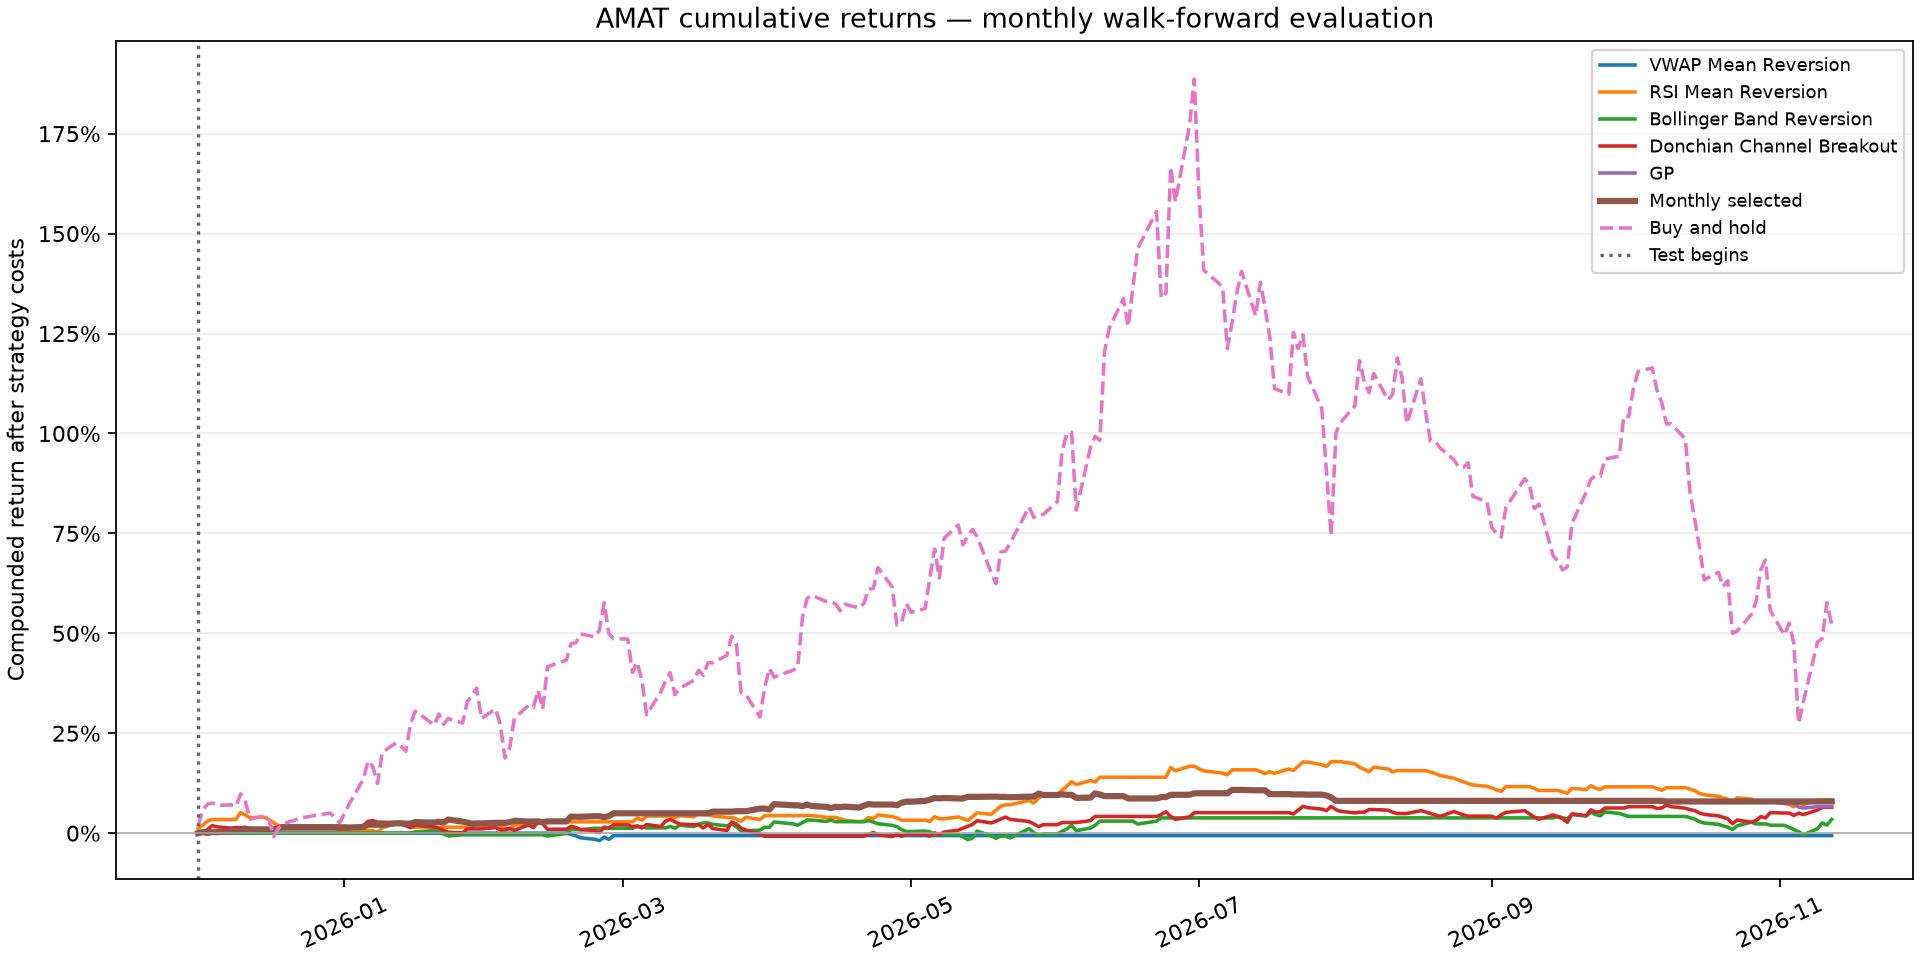 AMAT cumulative returns — monthly walk-forward evaluation
Compounded return after strategy costs
175%
150%
125%
100%
75%
50%
25%
0%
2026-01
2026-03
2026-05
2026-07
2026-09
2026-11
VWAP Mean Reversion
RSI Mean Reversion
Bollinger Band Reversion
Donchian Channel Breakout
GP
Monthly selected
Buy and hold
Test begins